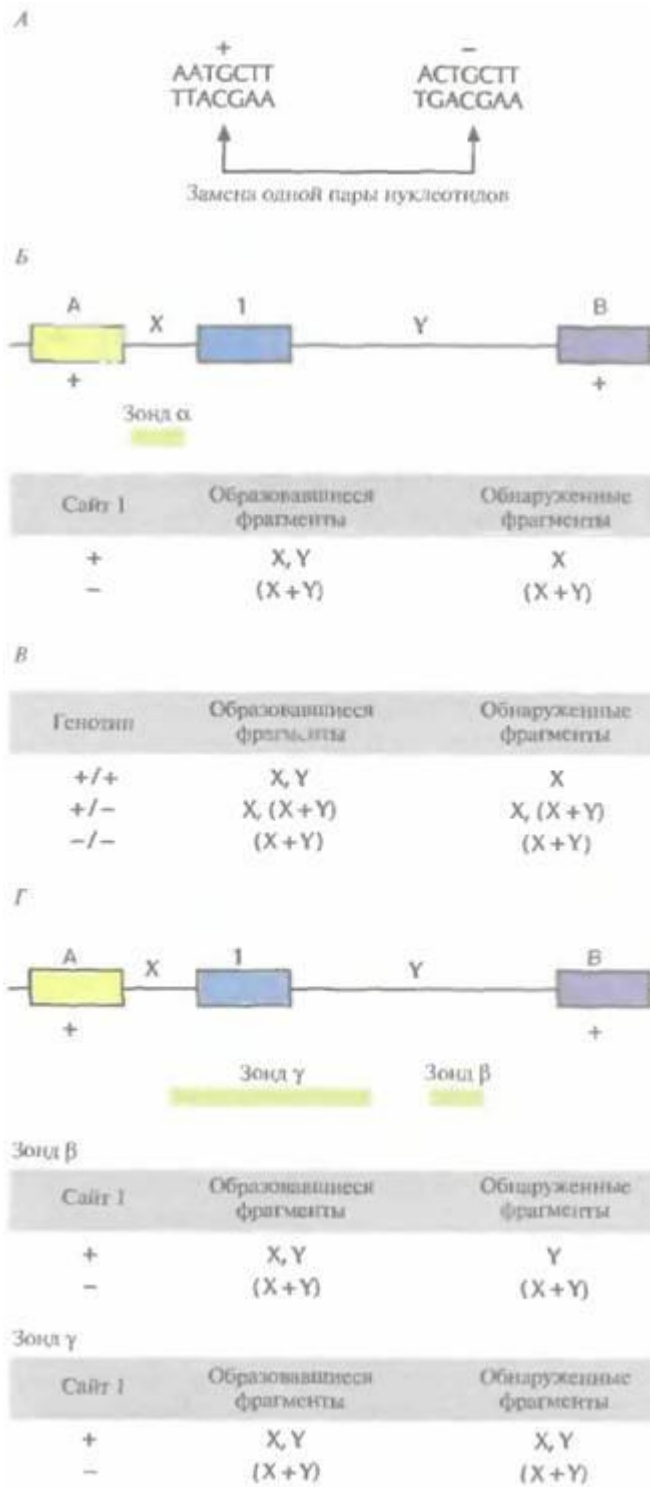 А
+ −
AATGCTT ACTGCTT
TTACGAA TGACGAA
Замена одной пары нуклеотидов
Б
A X 1 Y B
+ +
Зонд α
Сайт 1 Образовавшиеся фрагменты Обнаруженные фрагменты
+ X, Y X
− (X+Y) (X+Y)
В
Генотип Образовавшиеся фрагменты Обнаруженные фрагменты
+/+ X, Y X
+/− X, (X+Y) X, (X+Y)
−/− (X+Y) (X+Y)
Г
A X 1 Y B
+ +
Зонд γ Зонд β
Зонд β
Сайт 1 Образовавшиеся фрагменты Обнаруженные фрагменты
+ X, Y Y
− (X+Y) (X+Y)
Зонд γ
Сайт 1 Образовавшиеся фрагменты Обнаруженные фрагменты
+ X, Y X, Y
− (X+Y) (X+Y)